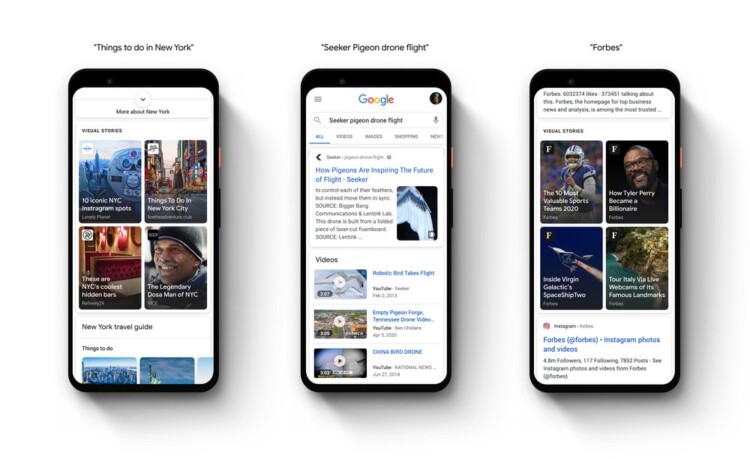 "Things to do in New York"
More about New York
VISUAL STORIES
10 iconic NYC
instragram spots
Lonely Planet
Things To Do In
New York City
These are
NYC's coolest
hidden bars
Refinery29
The Legendary
Dosa Man of NYC
VICE
New York travel guide
Things to do
"Seeker Pigeon drone flight"
Google
Seeker pigeon drone flight
ALL VIDEOS IMAGES SHOPPING NEWS
Seeker › pigeon-drone-flight
How Pigeons Are Inspiring The Future
of Flight - Seeker
to control each of their feathers,
but instead move them in sync.
SOURCE: Bigger Bang
Communications & Lentink Lab.
This drone is built from a folded
piece of laser-cut foamboard.
SOURCE: Lentink ...
Videos
2:07
Robotic Bird Takes Flight
YouTube · Seeker
Feb 3, 2013
3:05
Empty Pigeon Forge,
Tennessee Drone Video...
YouTube · Ben Childers
Apr 5, 2020
3:03
CHINA BIRD DRONE
YouTube · NATIONAL NEWS ...
Jun 27, 2018
"Forbes"
Forbes. 6032374 likes · 373451 talking about
this. Forbes, the homepage for top business
news and analysis, is among the most trusted ...
VISUAL STORIES
F
The 10 Most
Valuable Sports
Teams 2020
Forbes
F
How Tyler Perry
Became a
Billionaire
Forbes
F
Inside Virgin
Galactic's
SpaceShipTwo
Forbes
F
Tour Italy Via Live
Webcams of Its
Famous Landmarks
Forbes
Instagram › Forbes
Forbes (@forbes) • Instagram photos
and videos
4.8m Followers, 117 Following, 7852 Posts · See
Instagram photos and videos from Forbes
(@forbes)